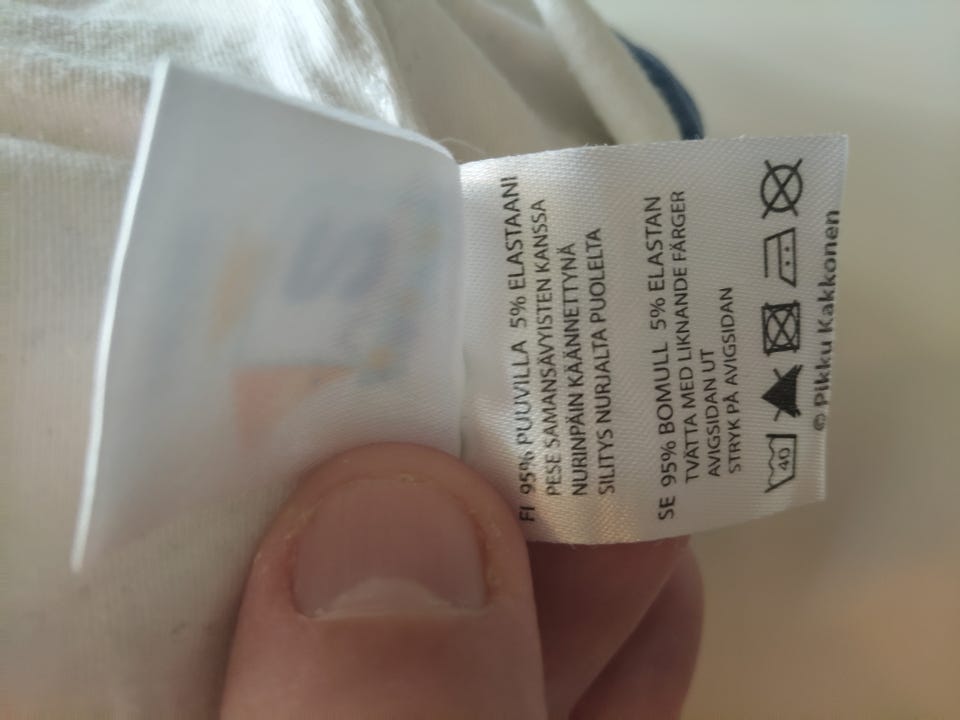 FI 95% PUUVILLA 5% ELASTAANI
PESE SAMANSÄVYISTEN KANSSA
NURINPÄIN KÄÄNNETTYNÄ
SILITYS NURJALTA PUOLELTA
SE 95% BOMULL 5% ELASTAN
TVÄTTA MED LIKNANDE FÄRGER
AVIGSIDAN UT
STRYK PÅ AVIGSIDAN
40
© Pikku Kakkonen